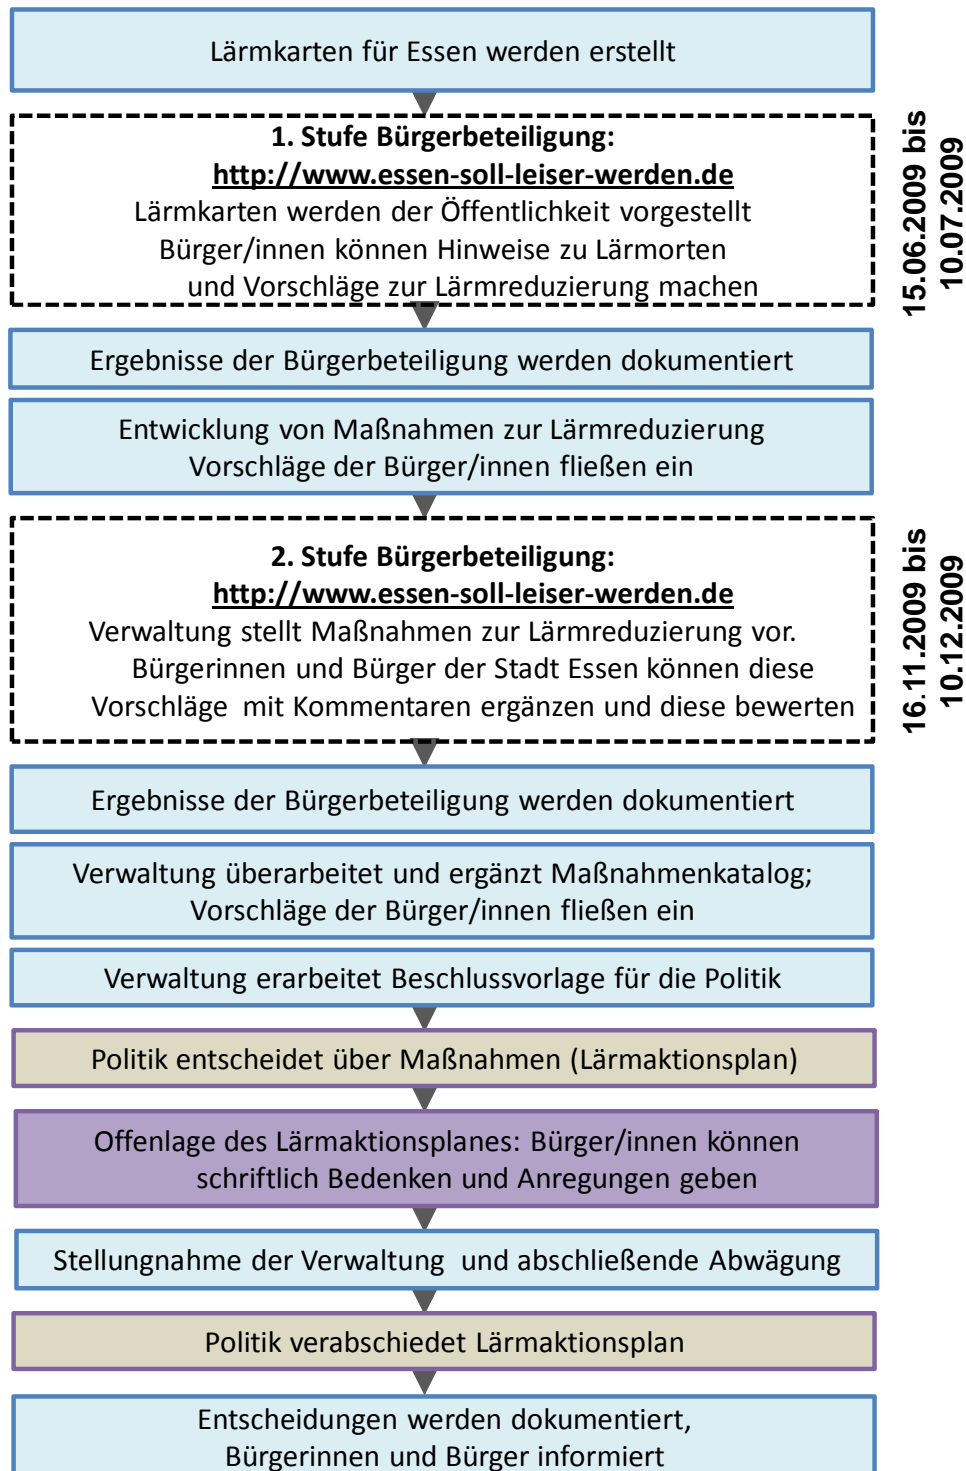 Lärmkarten für Essen werden erstellt
1. Stufe Bürgerbeteiligung:
http://www.essen-soll-leiser-werden.de
Lärmkarten werden der Öffentlichkeit vorgestellt
Bürger/innen können Hinweise zu Lärmorten
und Vorschläge zur Lärmreduzierung machen
15.06.2009 bis
10.07.2009
Ergebnisse der Bürgerbeteiligung werden dokumentiert
Entwicklung von Maßnahmen zur Lärmreduzierung
Vorschläge der Bürger/innen fließen ein
2. Stufe Bürgerbeteiligung:
http://www.essen-soll-leiser-werden.de
Verwaltung stellt Maßnahmen zur Lärmreduzierung vor.
Bürgerinnen und Bürger der Stadt Essen können diese
Vorschläge mit Kommentaren ergänzen und diese bewerten
16.11.2009 bis
10.12.2009
Ergebnisse der Bürgerbeteiligung werden dokumentiert
Verwaltung überarbeitet und ergänzt Maßnahmenkatalog;
Vorschläge der Bürger/innen fließen ein
Verwaltung erarbeitet Beschlussvorlage für die Politik
Politik entscheidet über Maßnahmen (Lärmaktionsplan)
Offenlage des Lärmaktionsplanes: Bürger/innen können
schriftlich Bedenken und Anregungen geben
Stellungnahme der Verwaltung und abschließende Abwägung
Politik verabschiedet Lärmaktionsplan
Entscheidungen werden dokumentiert,
Bürgerinnen und Bürger informiert